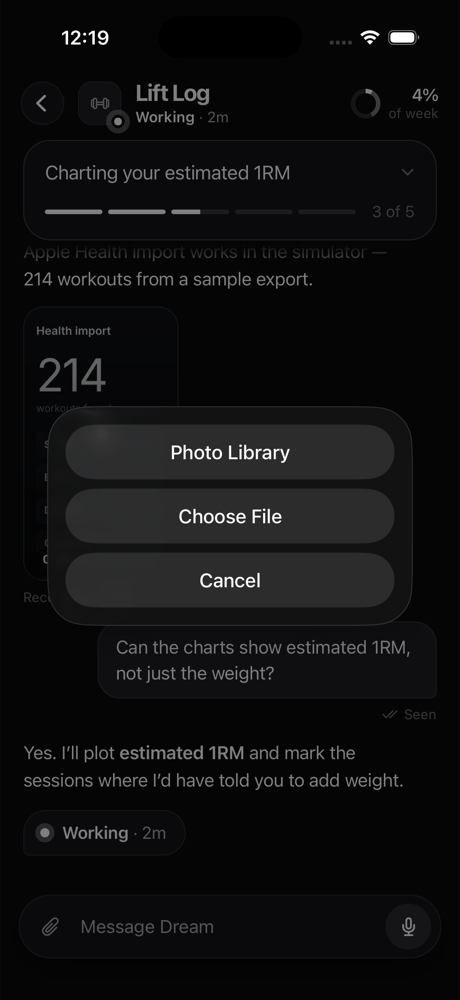 12:19
Lift Log
Working · 2m
4%
of week
Charting your estimated 1RM
3 of 5
Apple Health import works in the simulator —
214 workouts from a sample export.
Health import
214
Photo Library
Choose File
Cancel
Can the charts show estimated 1RM,
not just the weight?
Seen
Yes. I’ll plot estimated 1RM and mark the
sessions where I’d have told you to add weight.
Working · 2m
Message Dream